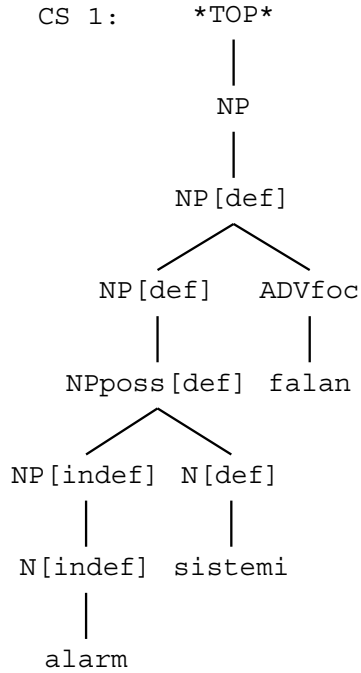 CS 1: *TOP*
NP
NP[def]
NP[def] ADVfoc
NPposs[def] falan
NP[indef] N[def]
N[indef] sistemi
alarm